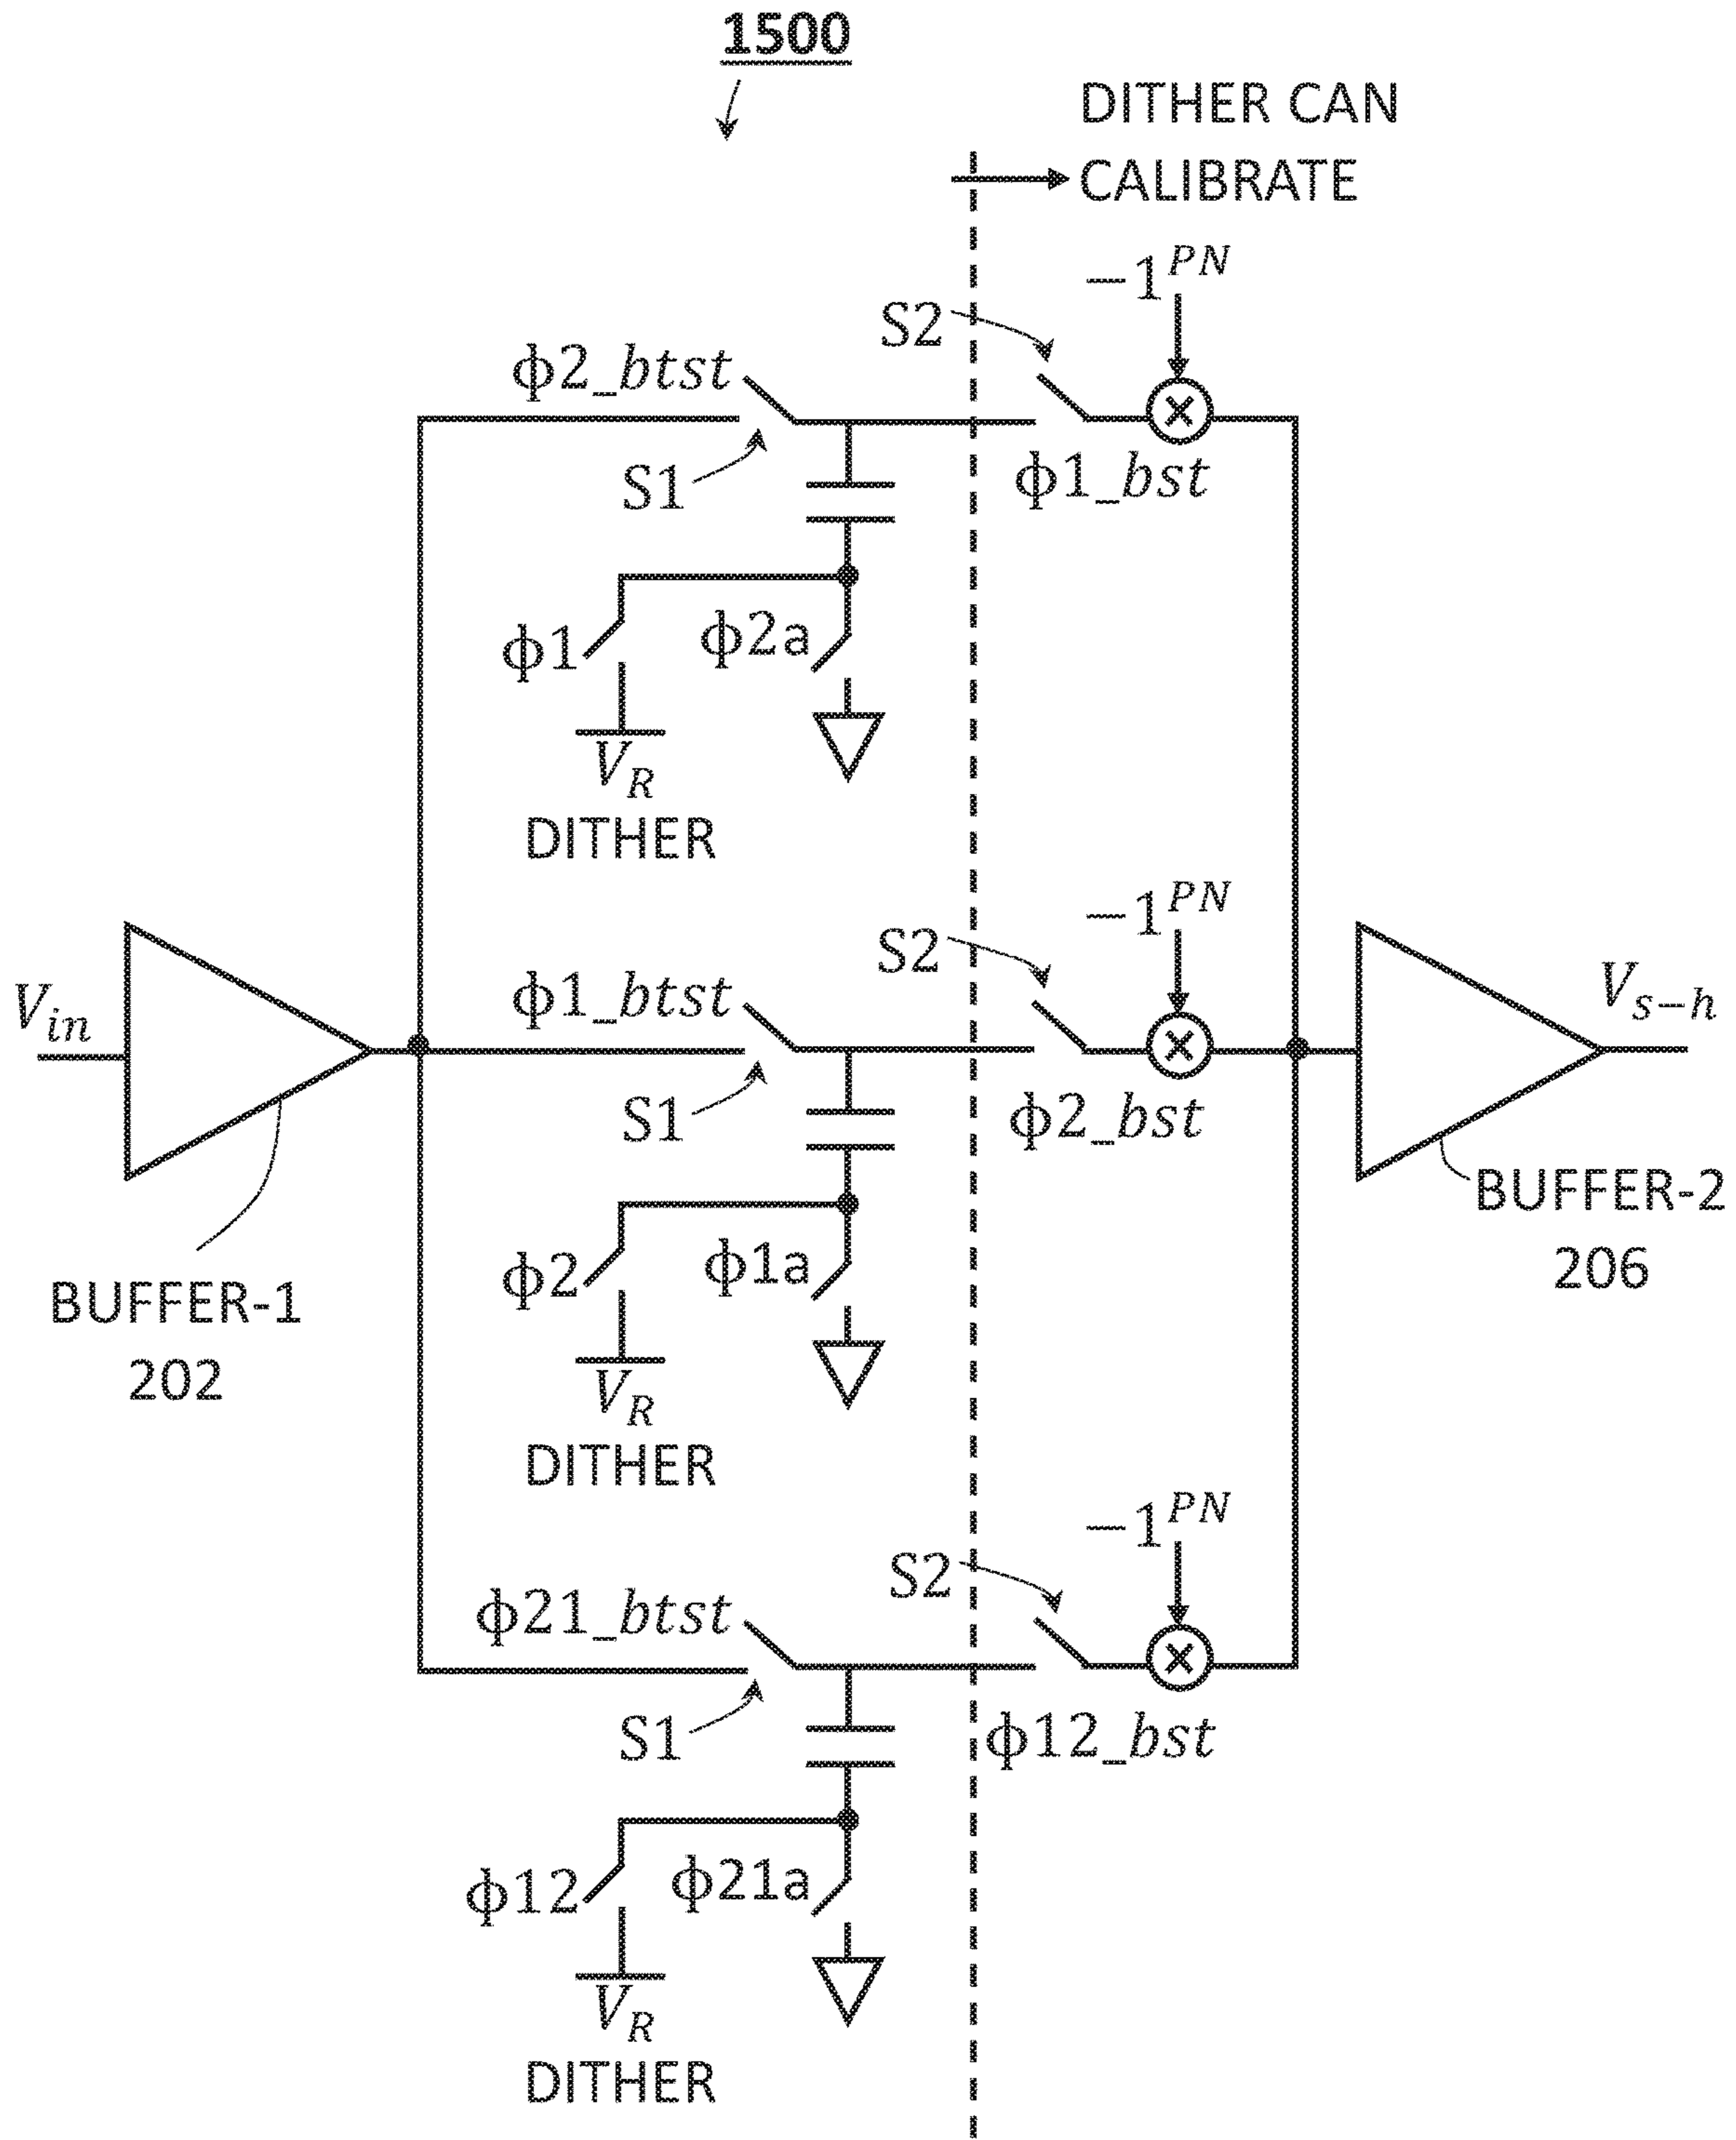 1500
DITHER CAN
CALIBRATE
−1^PN
S2
ϕ2_btst
S1
ϕ1_bst
ϕ1
ϕ2a
V_R
DITHER
−1^PN
S2
V_in
ϕ1_btst
V_s−h
S1
ϕ2_bst
BUFFER-2
206
ϕ2
ϕ1a
BUFFER-1
202
V_R
DITHER
−1^PN
S2
ϕ21_btst
S1
ϕ12_bst
ϕ12
ϕ21a
V_R
DITHER